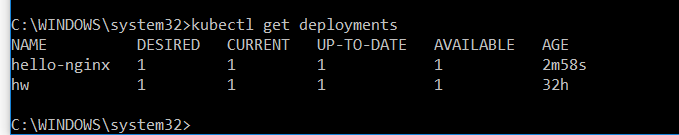 C:\WINDOWS\system32>kubectl get deployments
NAME DESIRED CURRENT UP-TO-DATE AVAILABLE AGE
hello-nginx 1 1 1 1 2m58s
hw 1 1 1 1 32h
C:\WINDOWS\system32>